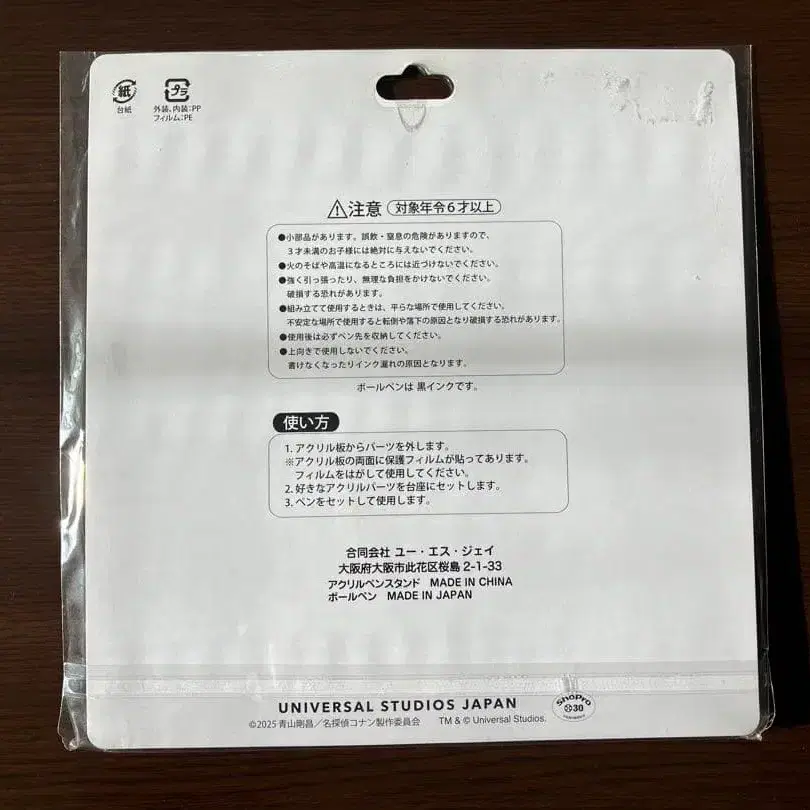 紙
台紙
プラ
外装、内装:PP
フィルム:PE
注意 対象年令6才以上
●小部品があります。誤飲・窒息の危険がありますので、
3才未満のお子様には絶対に与えないでください。
●火のそばや高温になるところには近づけないでください。
●強く引っ張ったり、無理な負担をかけないでください。
破損する恐れがあります。
●組み立てて使用するときは、平らな場所で使用してください。
不安定な場所で使用すると転倒や落下の原因となり破損する恐れがあります。
●使用後は必ずペン先を収納してください。
●上向きで使用しないでください。
書けなくなったりインク漏れの原因となります。
ボールペンは 黒インクです。
使い方
1. アクリル板からパーツを外します。
※アクリル板の両面に保護フィルムが貼ってあります。
フィルムをはがして使用してください。
2. 好きなアクリルパーツを台座にセットします。
3. ペンをセットして使用します。
合同会社 ユー・エス・ジェイ
大阪府大阪市此花区桜島 2-1-33
アクリルペンスタンド MADE IN CHINA
ボールペン MADE IN JAPAN
UNIVERSAL STUDIOS JAPAN
©2025 青山剛昌/名探偵コナン製作委員会 TM & © Universal Studios.
ShoPro
30